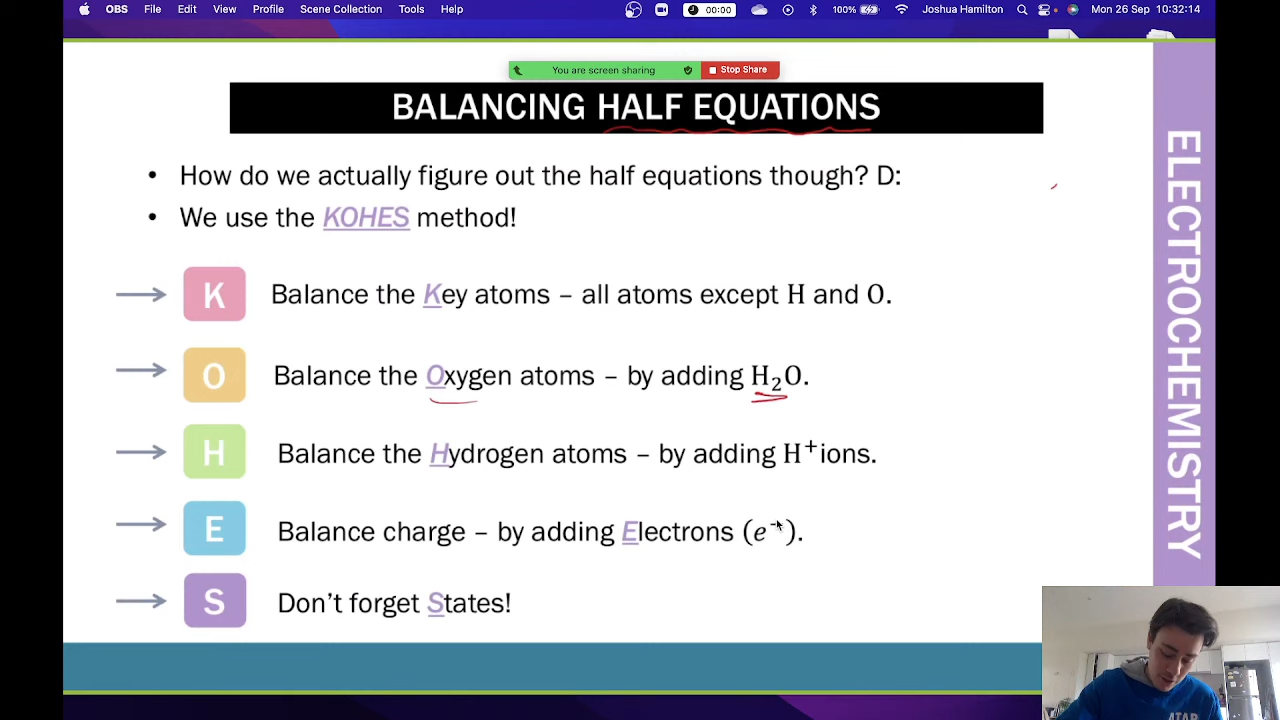 OBS File Edit View Profile Scene Collection Tools Help 00:00 100% Joshua Hamilton Mon 26 Sep 10:32:14
You are screen sharing Stop Share
BALANCING HALF EQUATIONS
• How do we actually figure out the half equations though? D:
• We use the KOHES method!
K Balance the Key atoms – all atoms except H and O.
O Balance the Oxygen atoms – by adding H₂O.
H Balance the Hydrogen atoms – by adding H⁺ions.
E Balance charge – by adding Electrons (e⁻).
S Don't forget States!
ELECTROCHEMISTRY
ATAR